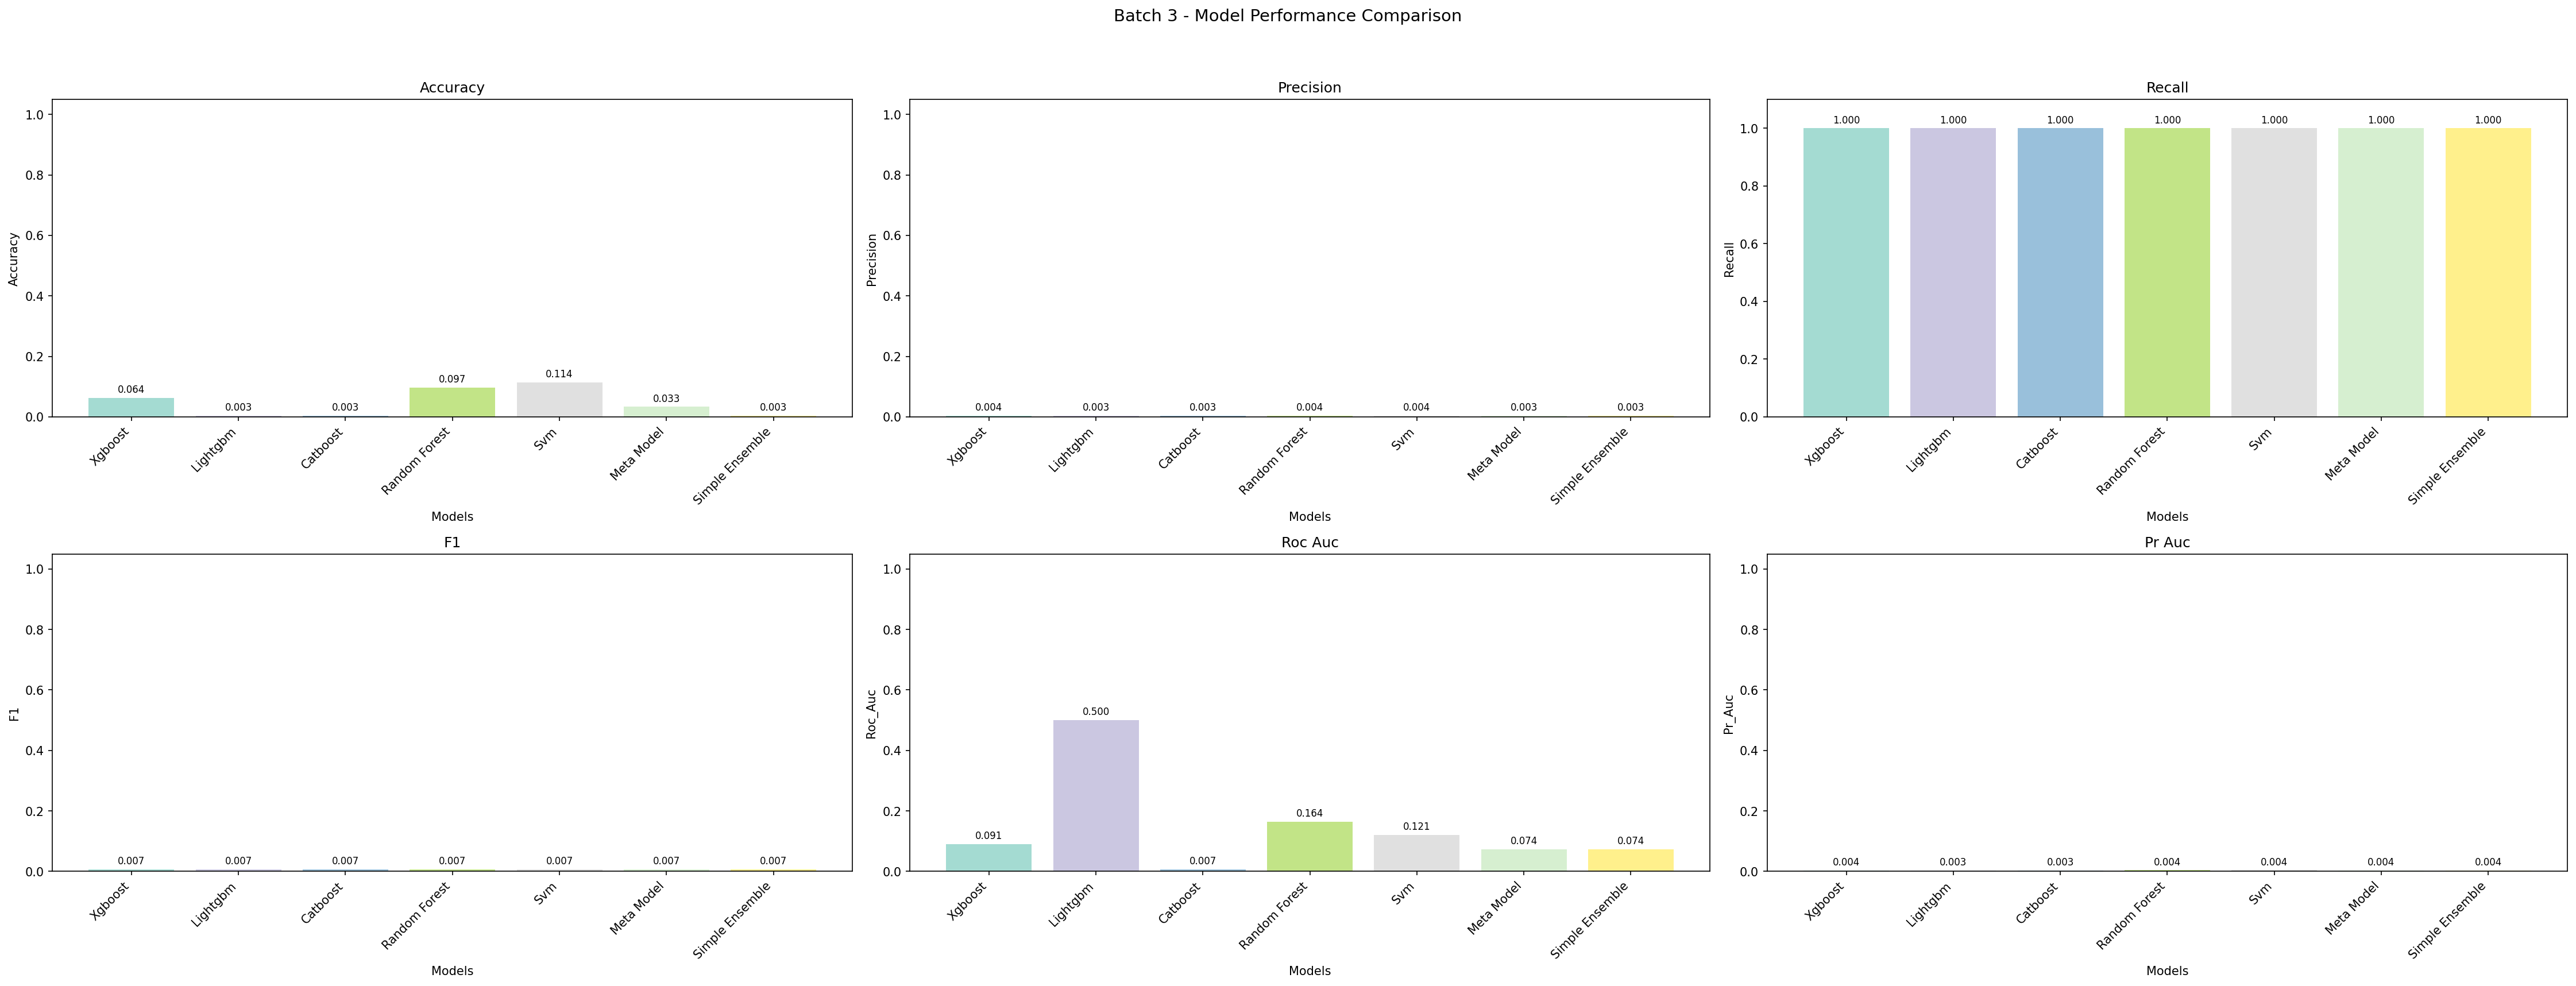 Batch 3 - Model Performance Comparison
Accuracy
Accuracy
1.0
0.8
0.6
0.4
0.2
0.0
0.064
0.003
0.003
0.097
0.114
0.033
0.003
Xgboost
Lightgbm
Catboost
Random Forest
Svm
Meta Model
Simple Ensemble
Models
Precision
Precision
1.0
0.8
0.6
0.4
0.2
0.0
0.004
0.003
0.003
0.004
0.004
0.003
0.003
Xgboost
Lightgbm
Catboost
Random Forest
Svm
Meta Model
Simple Ensemble
Models
Recall
Recall
1.0
0.8
0.6
0.4
0.2
0.0
1.000
1.000
1.000
1.000
1.000
1.000
1.000
Xgboost
Lightgbm
Catboost
Random Forest
Svm
Meta Model
Simple Ensemble
Models
F1
F1
1.0
0.8
0.6
0.4
0.2
0.0
0.007
0.007
0.007
0.007
0.007
0.007
0.007
Xgboost
Lightgbm
Catboost
Random Forest
Svm
Meta Model
Simple Ensemble
Models
Roc Auc
Roc_Auc
1.0
0.8
0.6
0.4
0.2
0.0
0.091
0.500
0.007
0.164
0.121
0.074
0.074
Xgboost
Lightgbm
Catboost
Random Forest
Svm
Meta Model
Simple Ensemble
Models
Pr Auc
Pr_Auc
1.0
0.8
0.6
0.4
0.2
0.0
0.004
0.003
0.003
0.004
0.004
0.004
0.004
Xgboost
Lightgbm
Catboost
Random Forest
Svm
Meta Model
Simple Ensemble
Models